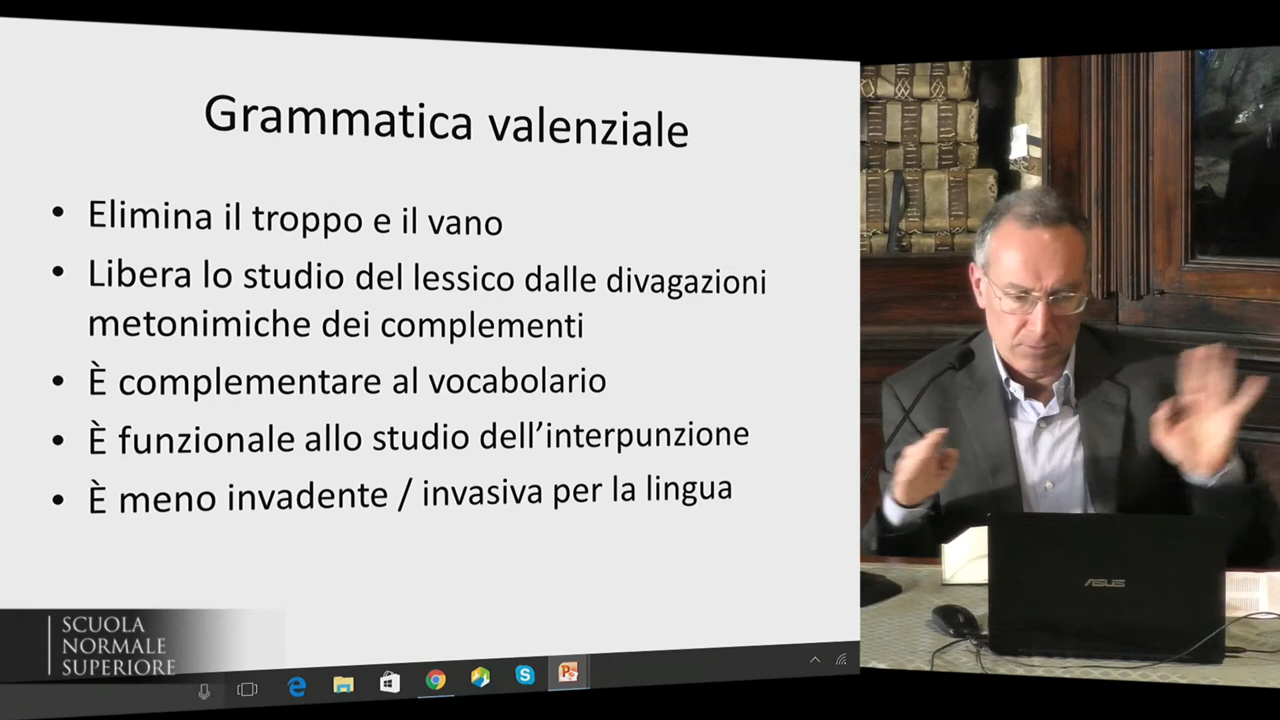 Grammatica valenziale
• Elimina il troppo e il vano
• Libera lo studio del lessico dalle divagazioni
metonimiche dei complementi
• È complementare al vocabolario
• È funzionale allo studio dell’interpunzione
• È meno invadente / invasiva per la lingua
SCUOLA
NORMALE
SUPERIORE
ASUS